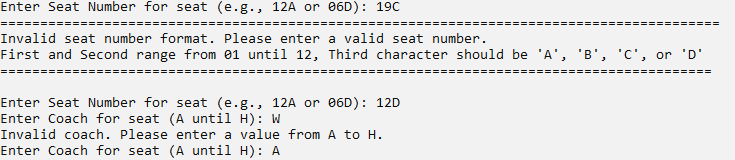 Enter Seat Number for seat (e.g., 12A or 06D): 19C
==========================================================================================
Invalid seat number format. Please enter a valid seat number.
First and Second range from 01 until 12, Third character should be 'A', 'B', 'C', or 'D'
=========================================================================================
Enter Seat Number for seat (e.g., 12A or 06D): 12D
Enter Coach for seat (A until H): W
Invalid coach. Please enter a value from A to H.
Enter Coach for seat (A until H): A